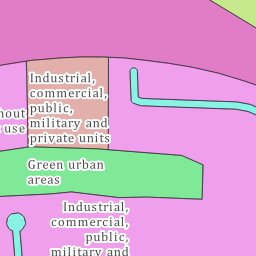 Industrial,
commercial,
public,
military and
private units
hout
use
Green urban
areas
Industrial,
commercial,
public,
military and